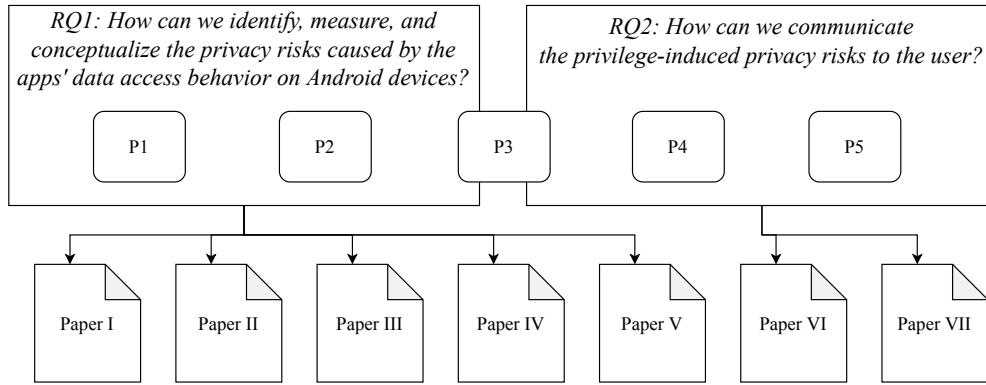 RQ1: How can we identify, measure, and
conceptualize the privacy risks caused by the
apps' data access behavior on Android devices?
RQ2: How can we communicate
the privilege-induced privacy risks to the user?
P1
P2
P3
P4
P5
Paper I
Paper II
Paper III
Paper IV
Paper V
Paper VI
Paper VII